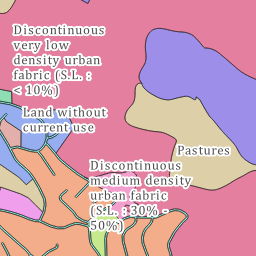 Discontinuous
very low
density urban
fabric (S.L. :
< 10%)
Land without
current use
Pastures
Discontinuous
medium density
urban fabric
(S.L. : 30% -
50%)